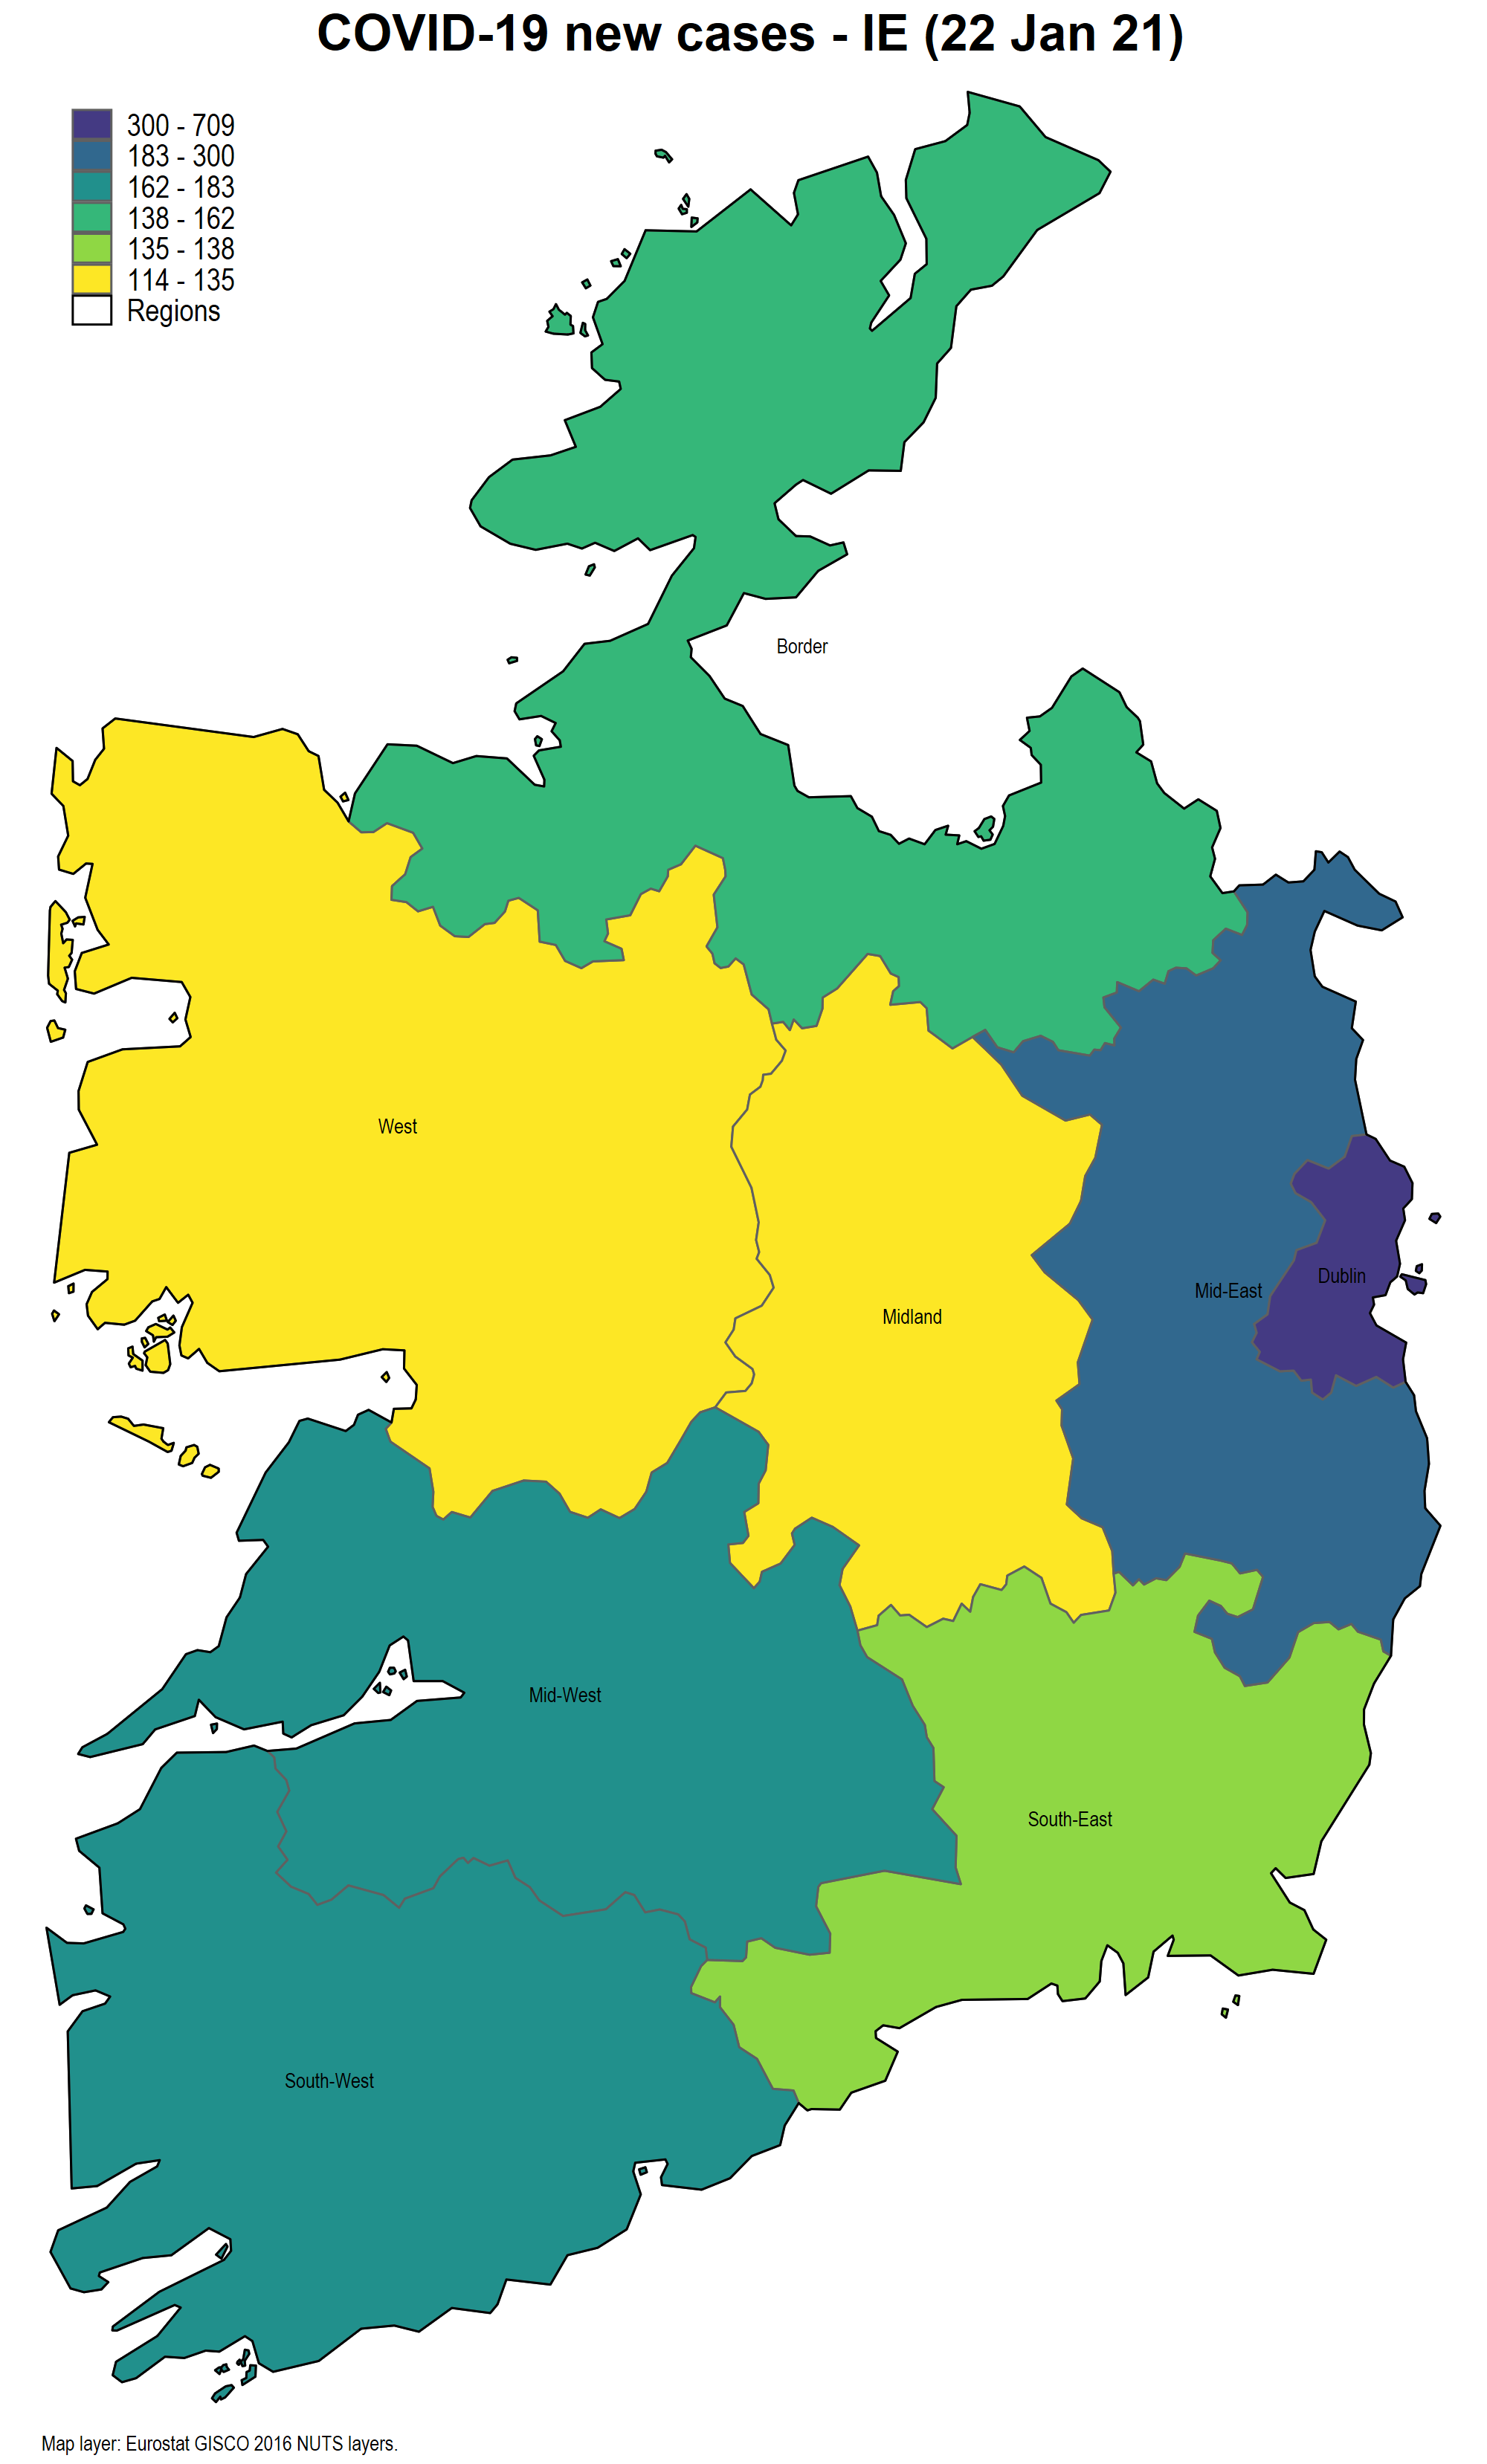 COVID-19 new cases - IE (22 Jan 21)
300 - 709
183 - 300
162 - 183
138 - 162
135 - 138
114 - 135
Regions
Border
West
Dublin
Mid-East
Midland
Mid-West
South-East
South-West
Map layer: Eurostat GISCO 2016 NUTS layers.